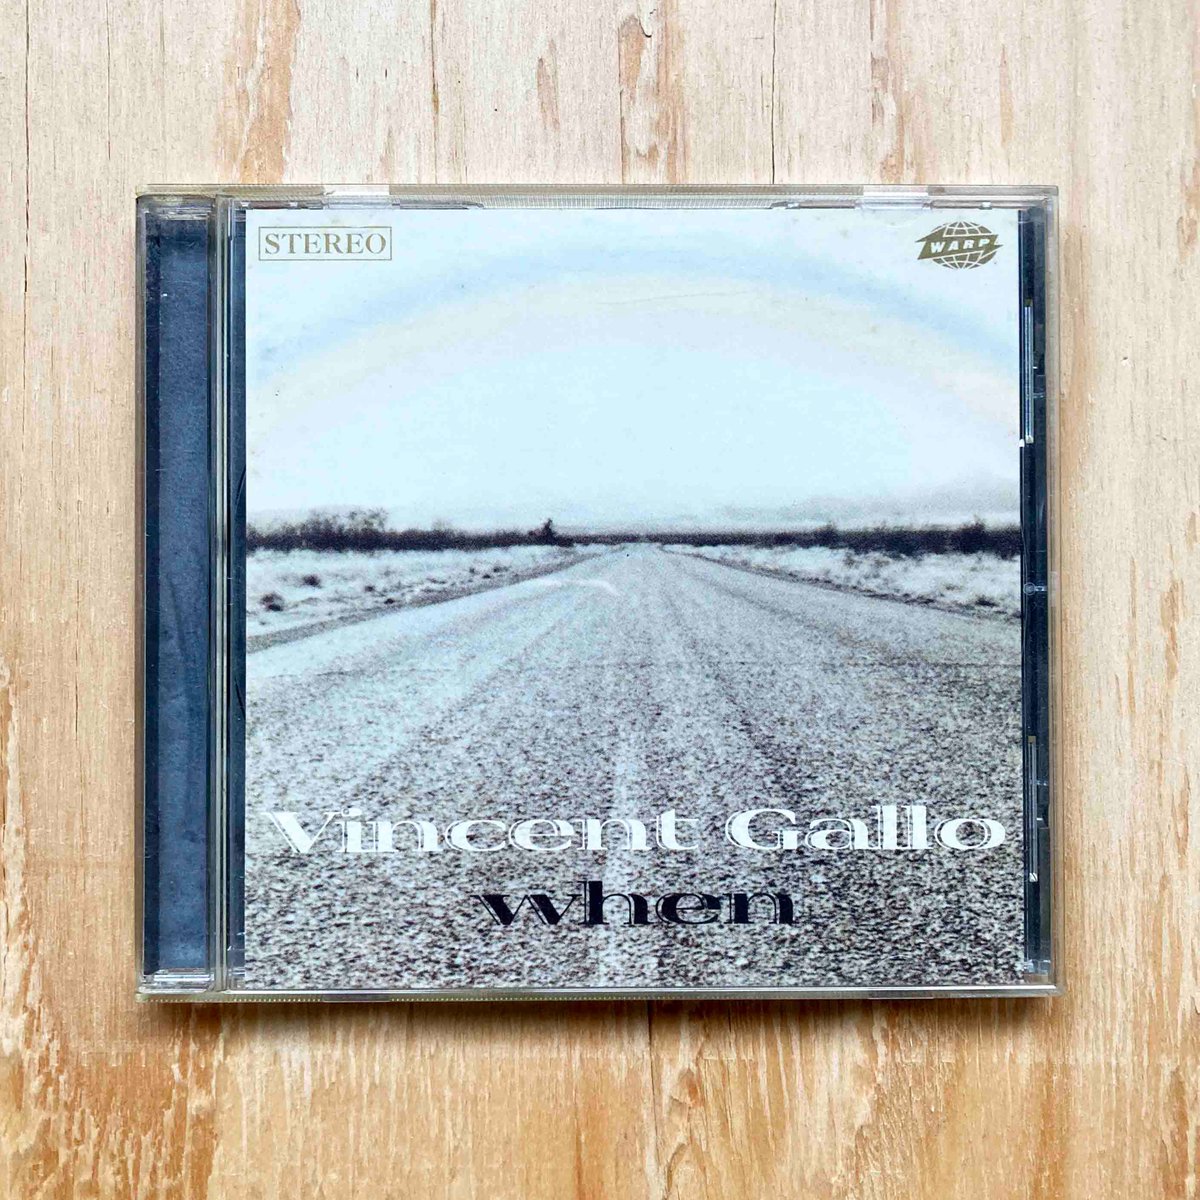 STEREO
WARP
Vincent Gallo
when